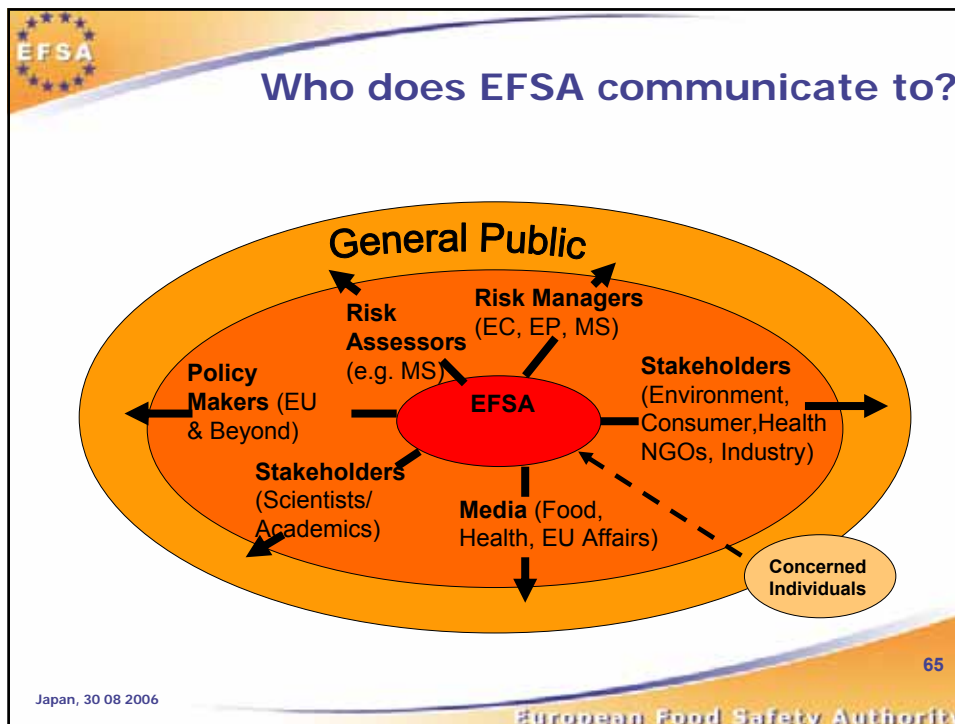 EFSA
Who does EFSA communicate to?
General Public
Risk
Assessors
(e.g. MS)
Risk Managers
(EC, EP, MS)
Policy
Makers (EU
& Beyond)
EFSA
Stakeholders
(Environment,
Consumer,Health
NGOs, Industry)
Stakeholders
(Scientists/
Academics)
Media (Food,
Health, EU Affairs)
Concerned
Individuals
65
Japan, 30 08 2006
European Food Safety Authorit